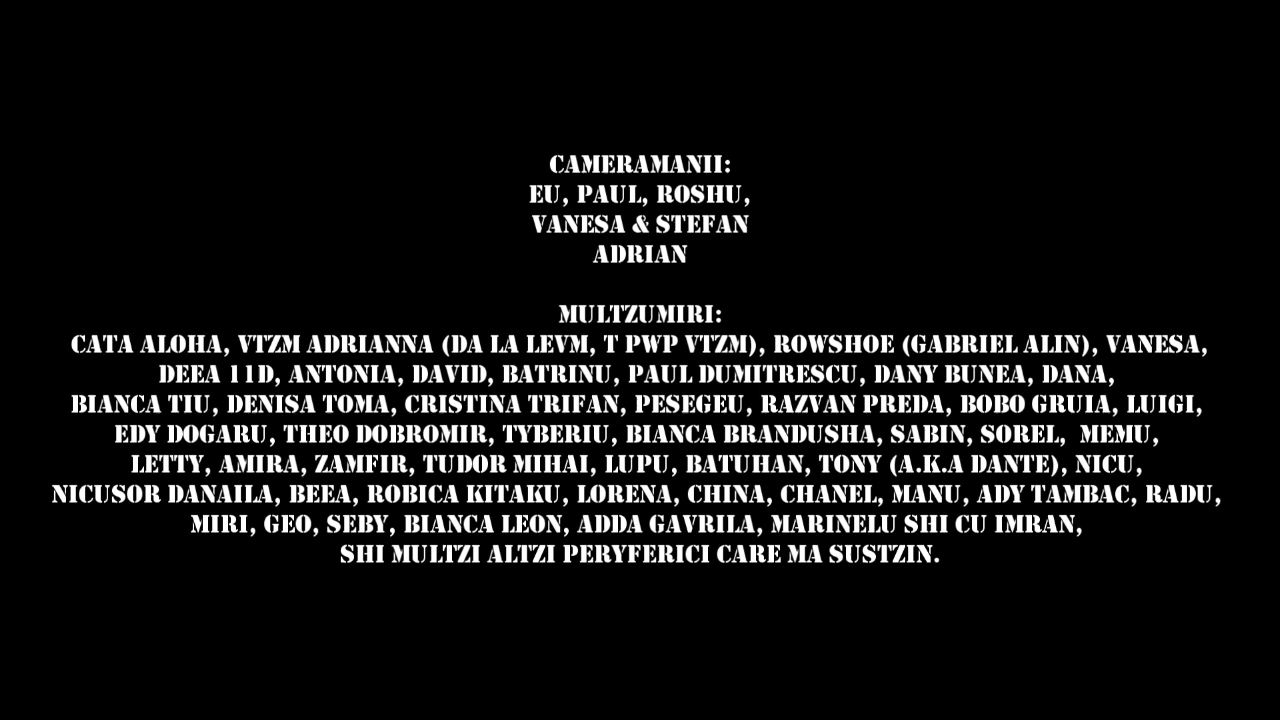 CAMERAMANII:
EU, PAUL, ROSHU,
VANESA & STEFAN
ADRIAN
MULTZUMIRI:
CATA ALOHA, VTZM ADRIANNA (DA LA LEVM, T PWP VTZM), ROWSHOE (GABRIEL ALIN), VANESA,
DEEA 11D, ANTONIA, DAVID, BATRINU, PAUL DUMITRESCU, DANY BUNEA, DANA,
BIANCA TIU, DENISA TOMA, CRISTINA TRIFAN, PESEGEU, RAZVAN PREDA, BOBO GRUIA, LUIGI,
EDY DOGARU, THEO DOBROMIR, TYBERIU, BIANCA BRANDUSHA, SABIN, SOREL, MEMU,
LETTY, AMIRA, ZAMFIR, TUDOR MIHAI, LUPU, BATUHAN, TONY (A.K.A DANTE), NICU,
NICUSOR DANAILA, BEEA, ROBICA KITAKU, LORENA, CHINA, CHANEL, MANU, ADY TAMBAC, RADU,
MIRI, GEO, SEBY, BIANCA LEON, ADDA GAVRILA, MARINELU SHI CU IMRAN,
SHI MULTZI ALTZI PERYFERICI CARE MA SUSTZIN.